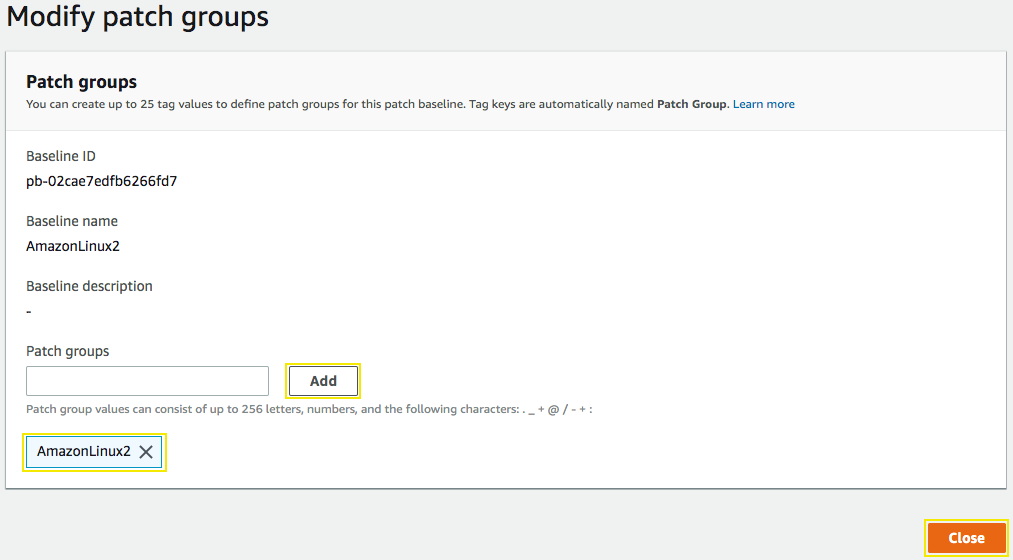 Modify patch groups
Patch groups
You can create up to 25 tag values to define patch groups for this patch baseline. Tag keys are automatically named Patch Group. Learn more
Baseline ID
pb-02cae7edfb6266fd7
Baseline name
AmazonLinux2
Baseline description
-
Patch groups
Add
Patch group values can consist of up to 256 letters, numbers, and the following characters: . _ + @ / - + :
AmazonLinux2
Close